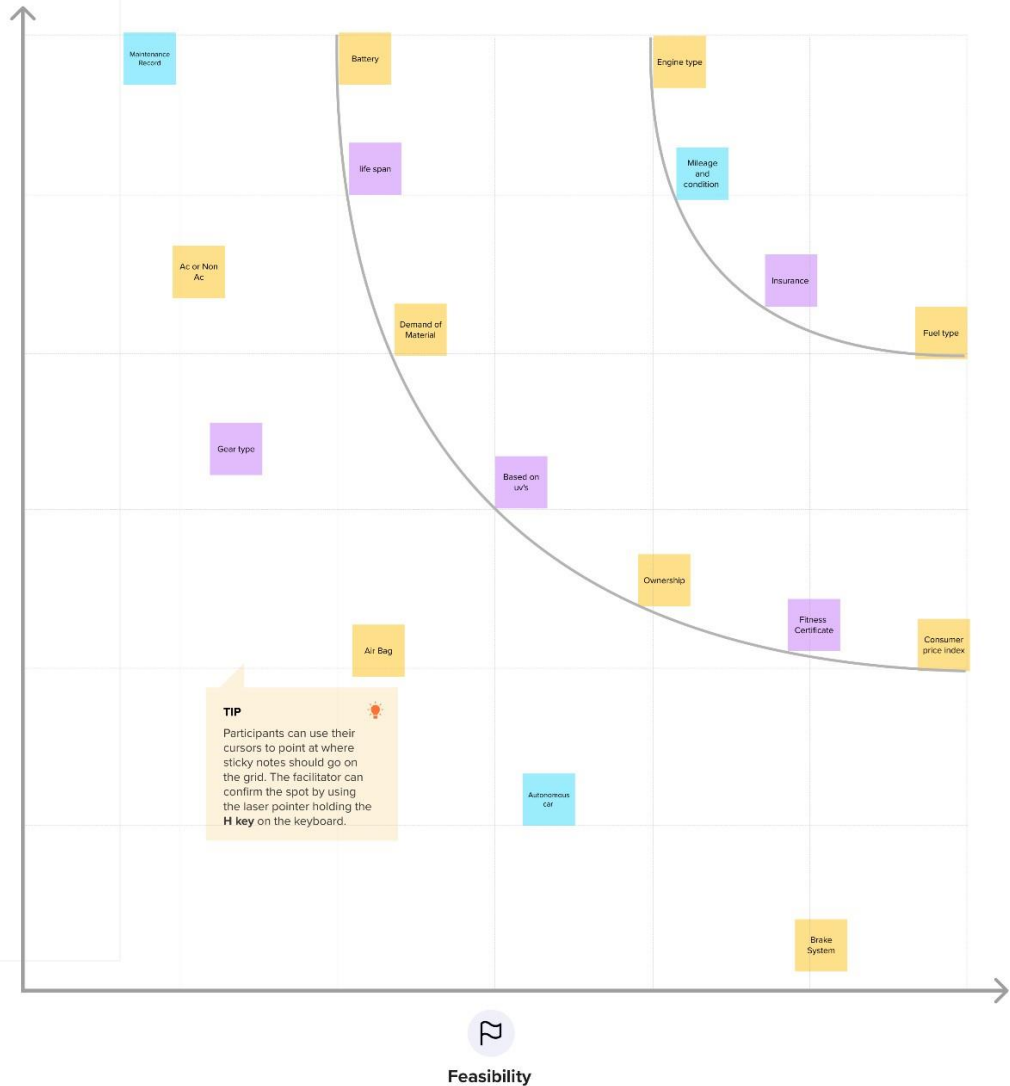 Maintenance
Record
Battery
Engine type
life span
Mileage
and
condition
Ac or Non
Ac
Insurance
Demand of
Material
Fuel type
Gear type
Based on
uv's
Ownership
Fitness
Certificate
Consumer
price index
Air Bag
TIP
Participants can use their
cursors to point at where
sticky notes should go on
the grid. The facilitator can
confirm the spot by using
the laser pointer holding the
H key on the keyboard.
Autonomous
car
Brake
System
Feasibility